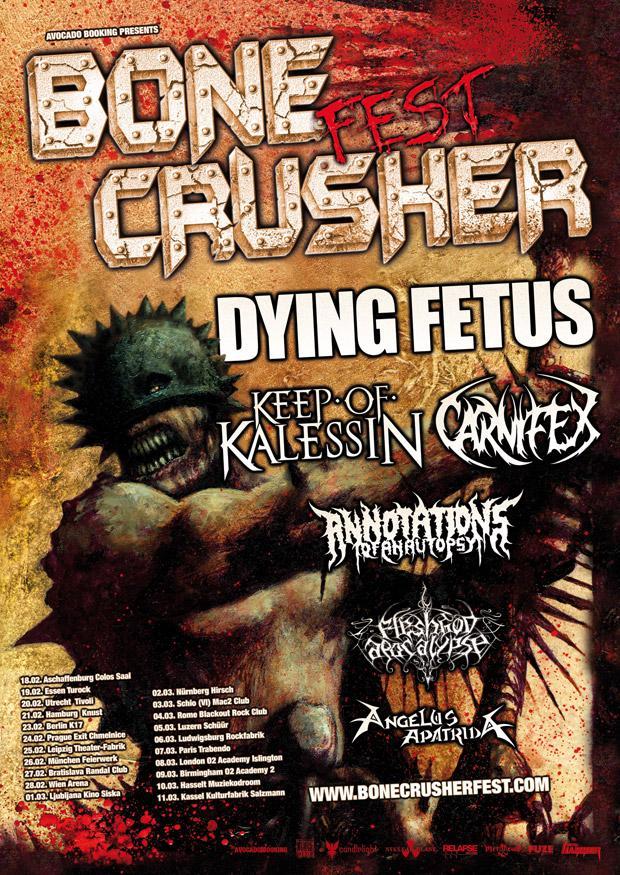 AVOCADO BOOKING PRESENTS
BONE
FEST
CRUSHER
DYING FETUS
KEEP·OF·
KALESSIN
CARNIFEX
ANNOTATIONS
OF AN AUTOPSY
FLESHGOD
APOCALYPSE
ANGELUS
APATRIDA
18.02. Aschaffenburg Colos Saal
19.02. Essen Turock
20.02. Utrecht Tivoli
21.02. Hamburg Knust
23.02. Berlin K17
24.02. Prague Exit Chmelnice
25.02. Leipzig Theater-Fabrik
26.02. München Feierwerk
27.02. Bratislava Randal Club
28.02. Wien Arena
01.03. Ljubljana Kino Siska
02.03. Nürnberg Hirsch
03.03. Schio (VI) Mac2 Club
04.03. Rome Blackout Rock Club
05.03. Luzern Schüür
06.03. Ludwigsburg Rockfabrik
07.03. Paris Trabendo
08.03. London O2 Academy Islington
09.03. Birmingham O2 Academy 2
10.03. Hasselt Muziekodroom
11.03. Kassel Kulturfabrik Salzmann
WWW.BONECRUSHERFEST.COM
AVOCADOBOOKING
candlelight
RELAPSE
FUZE